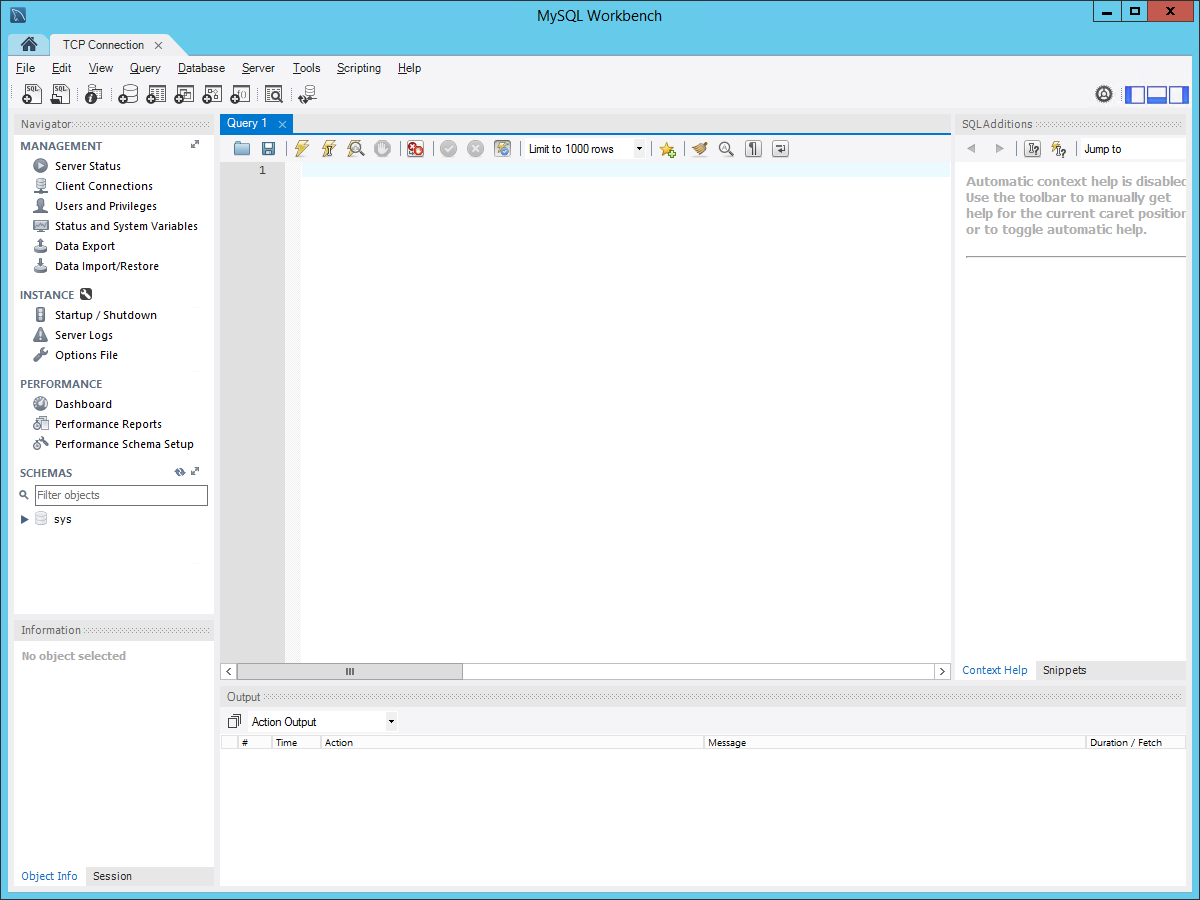 MySQL Workbench
TCP Connection
File Edit View Query Database Server Tools Scripting Help
Navigator
MANAGEMENT
Server Status
Client Connections
Users and Privileges
Status and System Variables
Data Export
Data Import/Restore
INSTANCE
Startup / Shutdown
Server Logs
Options File
PERFORMANCE
Dashboard
Performance Reports
Performance Schema Setup
SCHEMAS
Filter objects
sys
Information
No object selected
Object Info Session
Query 1
Limit to 1000 rows
1
SQLAdditions
Jump to
Automatic context help is disabled
Use the toolbar to manually get
help for the current caret position
or to toggle automatic help.
Context Help Snippets
Output
Action Output
# Time Action Message Duration / Fetch